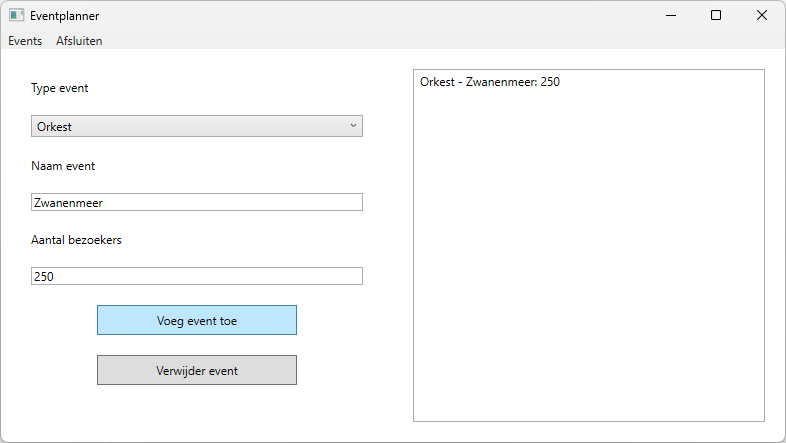 Eventplanner
Events Afsluiten
Type event
Orkest
Naam event
Zwanenmeer
Aantal bezoekers
250
Voeg event toe
Verwijder event
Orkest - Zwanenmeer: 250